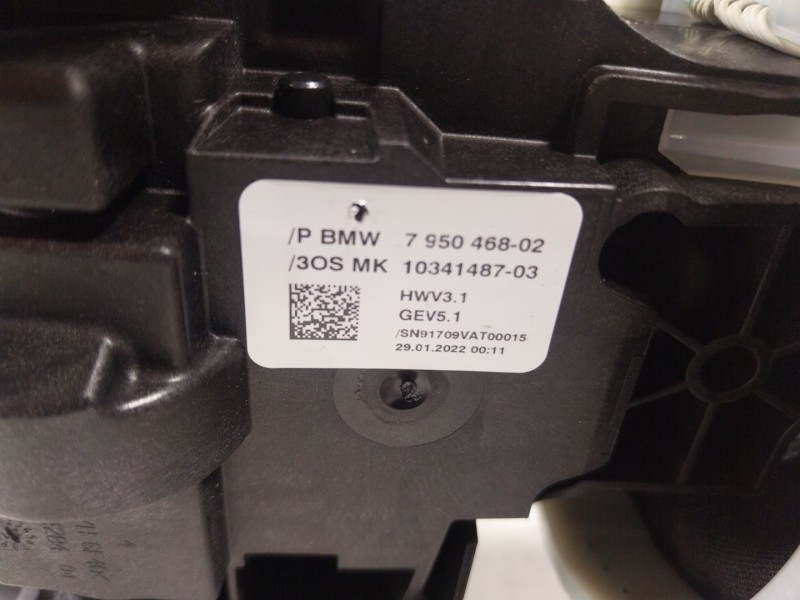 /P BMW 7 950 468-02
/3OS MK 10341487-03
HWV3.1
GEV5.1
/SN91709VAT00015
29.01.2022 00:11